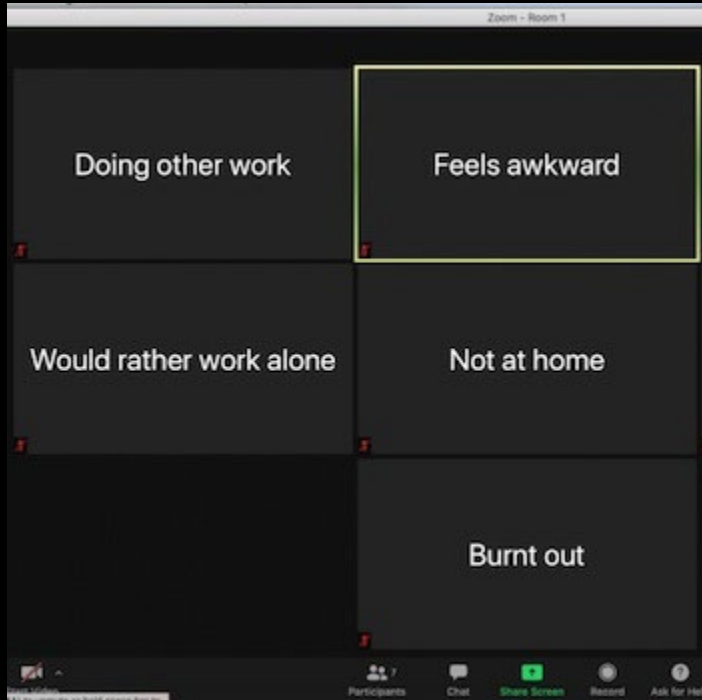 Zoom - Room 1
Doing other work
Feels awkward
Would rather work alone
Not at home
Burnt out
7
Participants
Chat
Share Screen
Record
Ask for